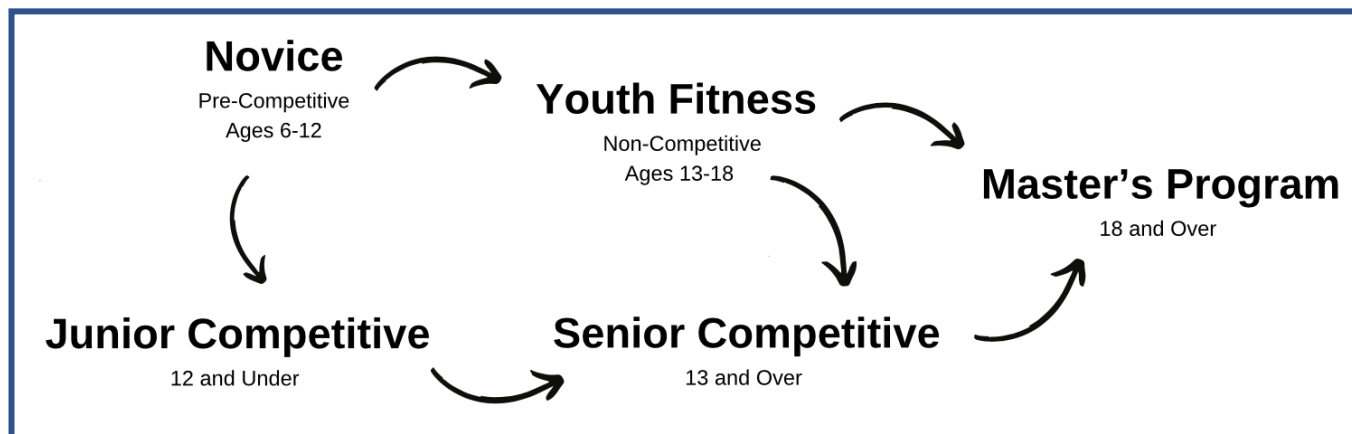 Novice
Pre-Competitive
Ages 6-12
Youth Fitness
Non-Competitive
Ages 13-18
Master’s Program
18 and Over
Junior Competitive
12 and Under
Senior Competitive
13 and Over